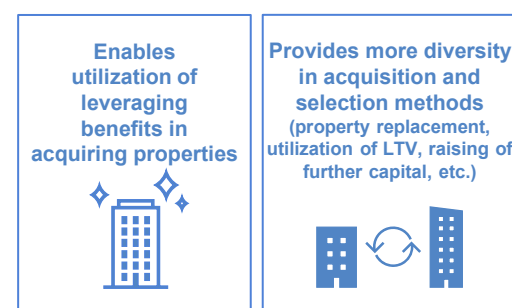 Enables
utilization of
leveraging
benefits in
acquiring properties
Provides more diversity
in acquisition and
selection methods
(property replacement,
utilization of LTV, raising of
further capital, etc.)